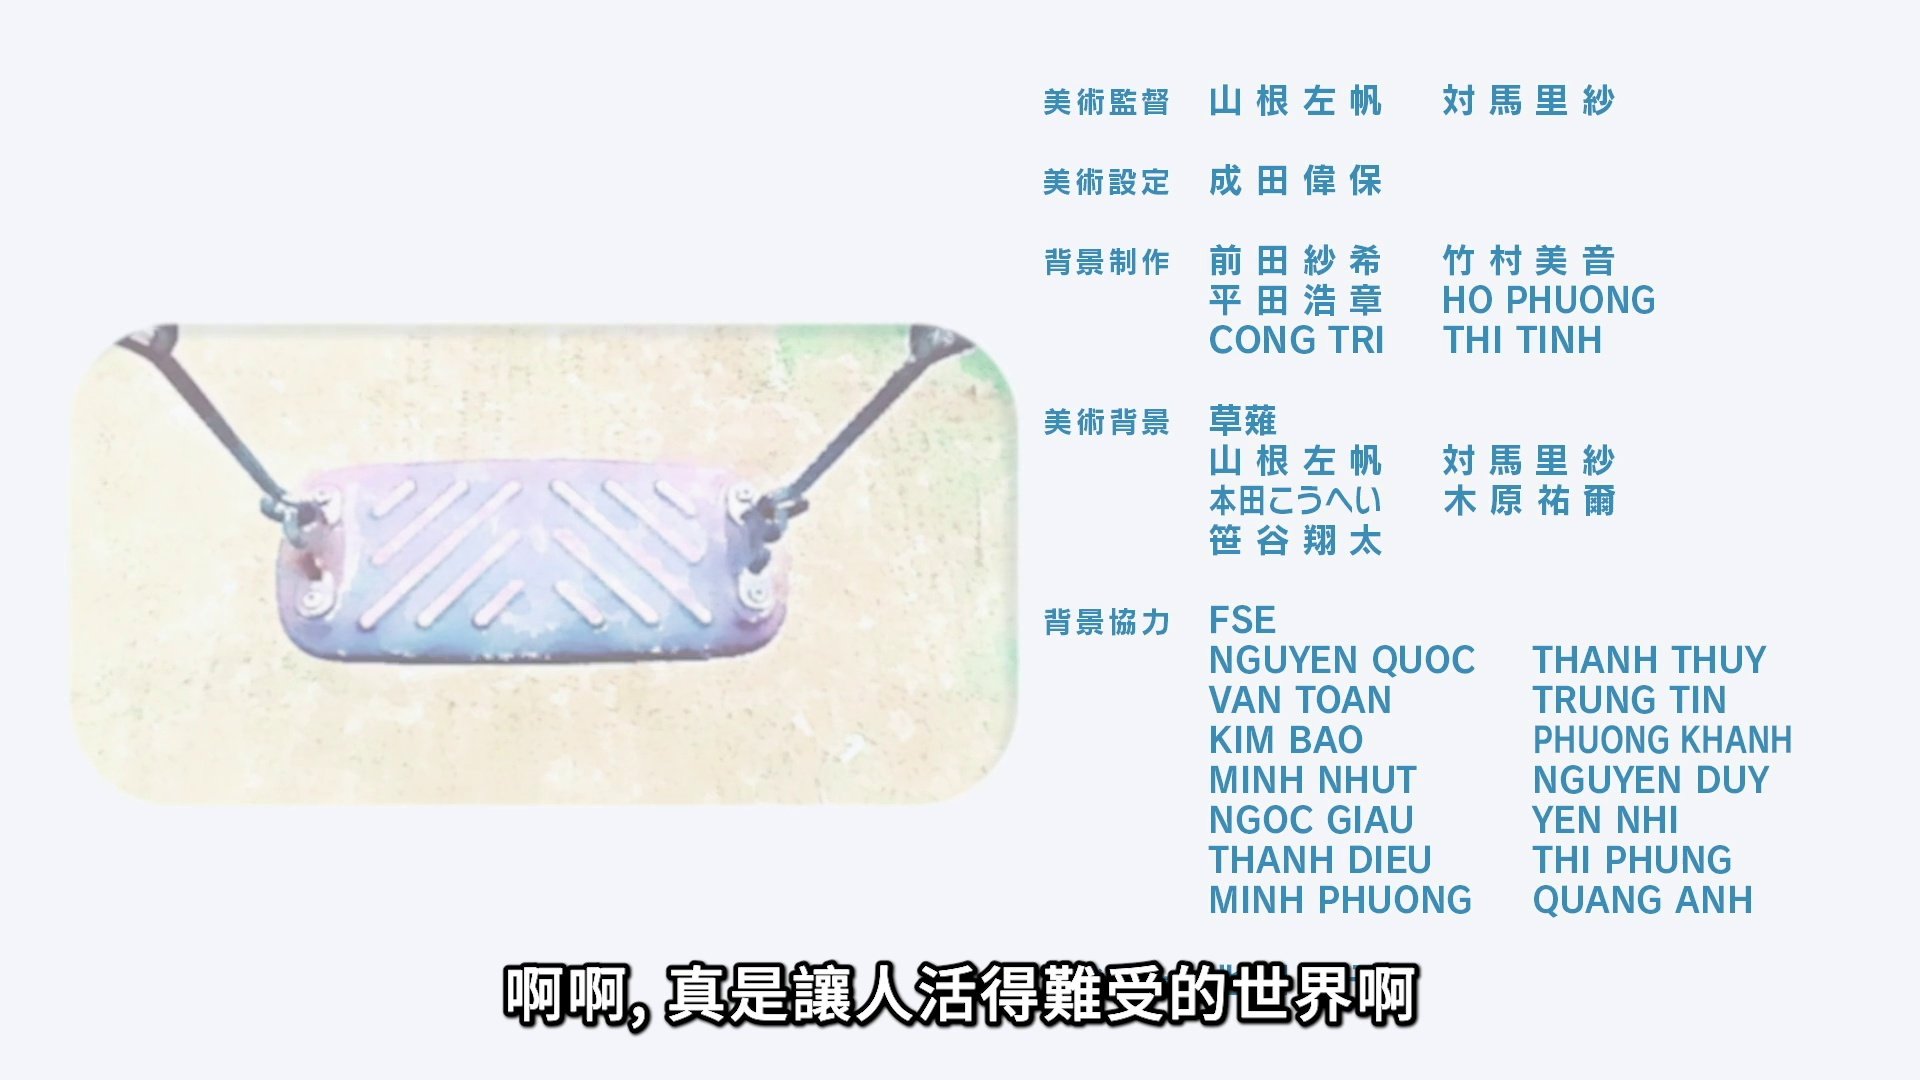 美術監督 山根左帆 対馬里紗
美術設定 成田偉保
背景制作 前田紗希 竹村美音
平田浩章 HO PHUONG
CONG TRI THI TINH
美術背景 草薙
山根左帆 対馬里紗
本田こうへい 木原祐爾
笹谷翔太
背景協力 FSE
NGUYEN QUOC THANH THUY
VAN TOAN TRUNG TIN
KIM BAO PHUONG KHANH
MINH NHUT NGUYEN DUY
NGOC GIAU YEN NHI
THANH DIEU THI PHUNG
MINH PHUONG QUANG ANH
啊啊, 真是讓人活得難受的世界啊